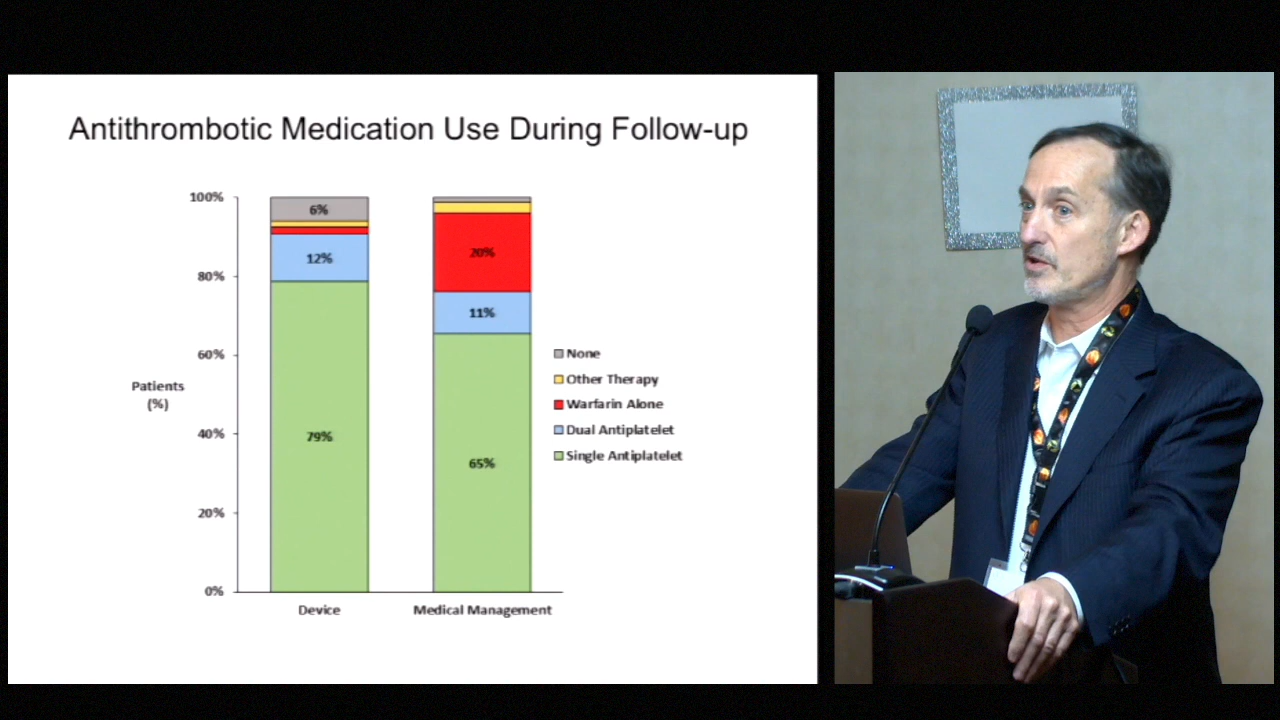 Antithrombotic Medication Use During Follow-up
100%
80%
60%
40%
20%
0%
Patients
(%)
6%
12%
79%
20%
11%
65%
None
Other Therapy
Warfarin Alone
Dual Antiplatelet
Single Antiplatelet
Device
Medical Management